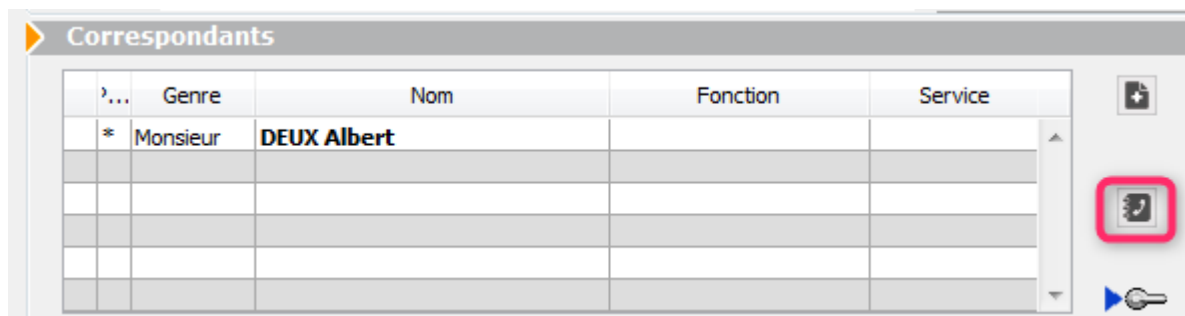 Correspondants
... Genre Nom Fonction Service
* Monsieur DEUX Albert